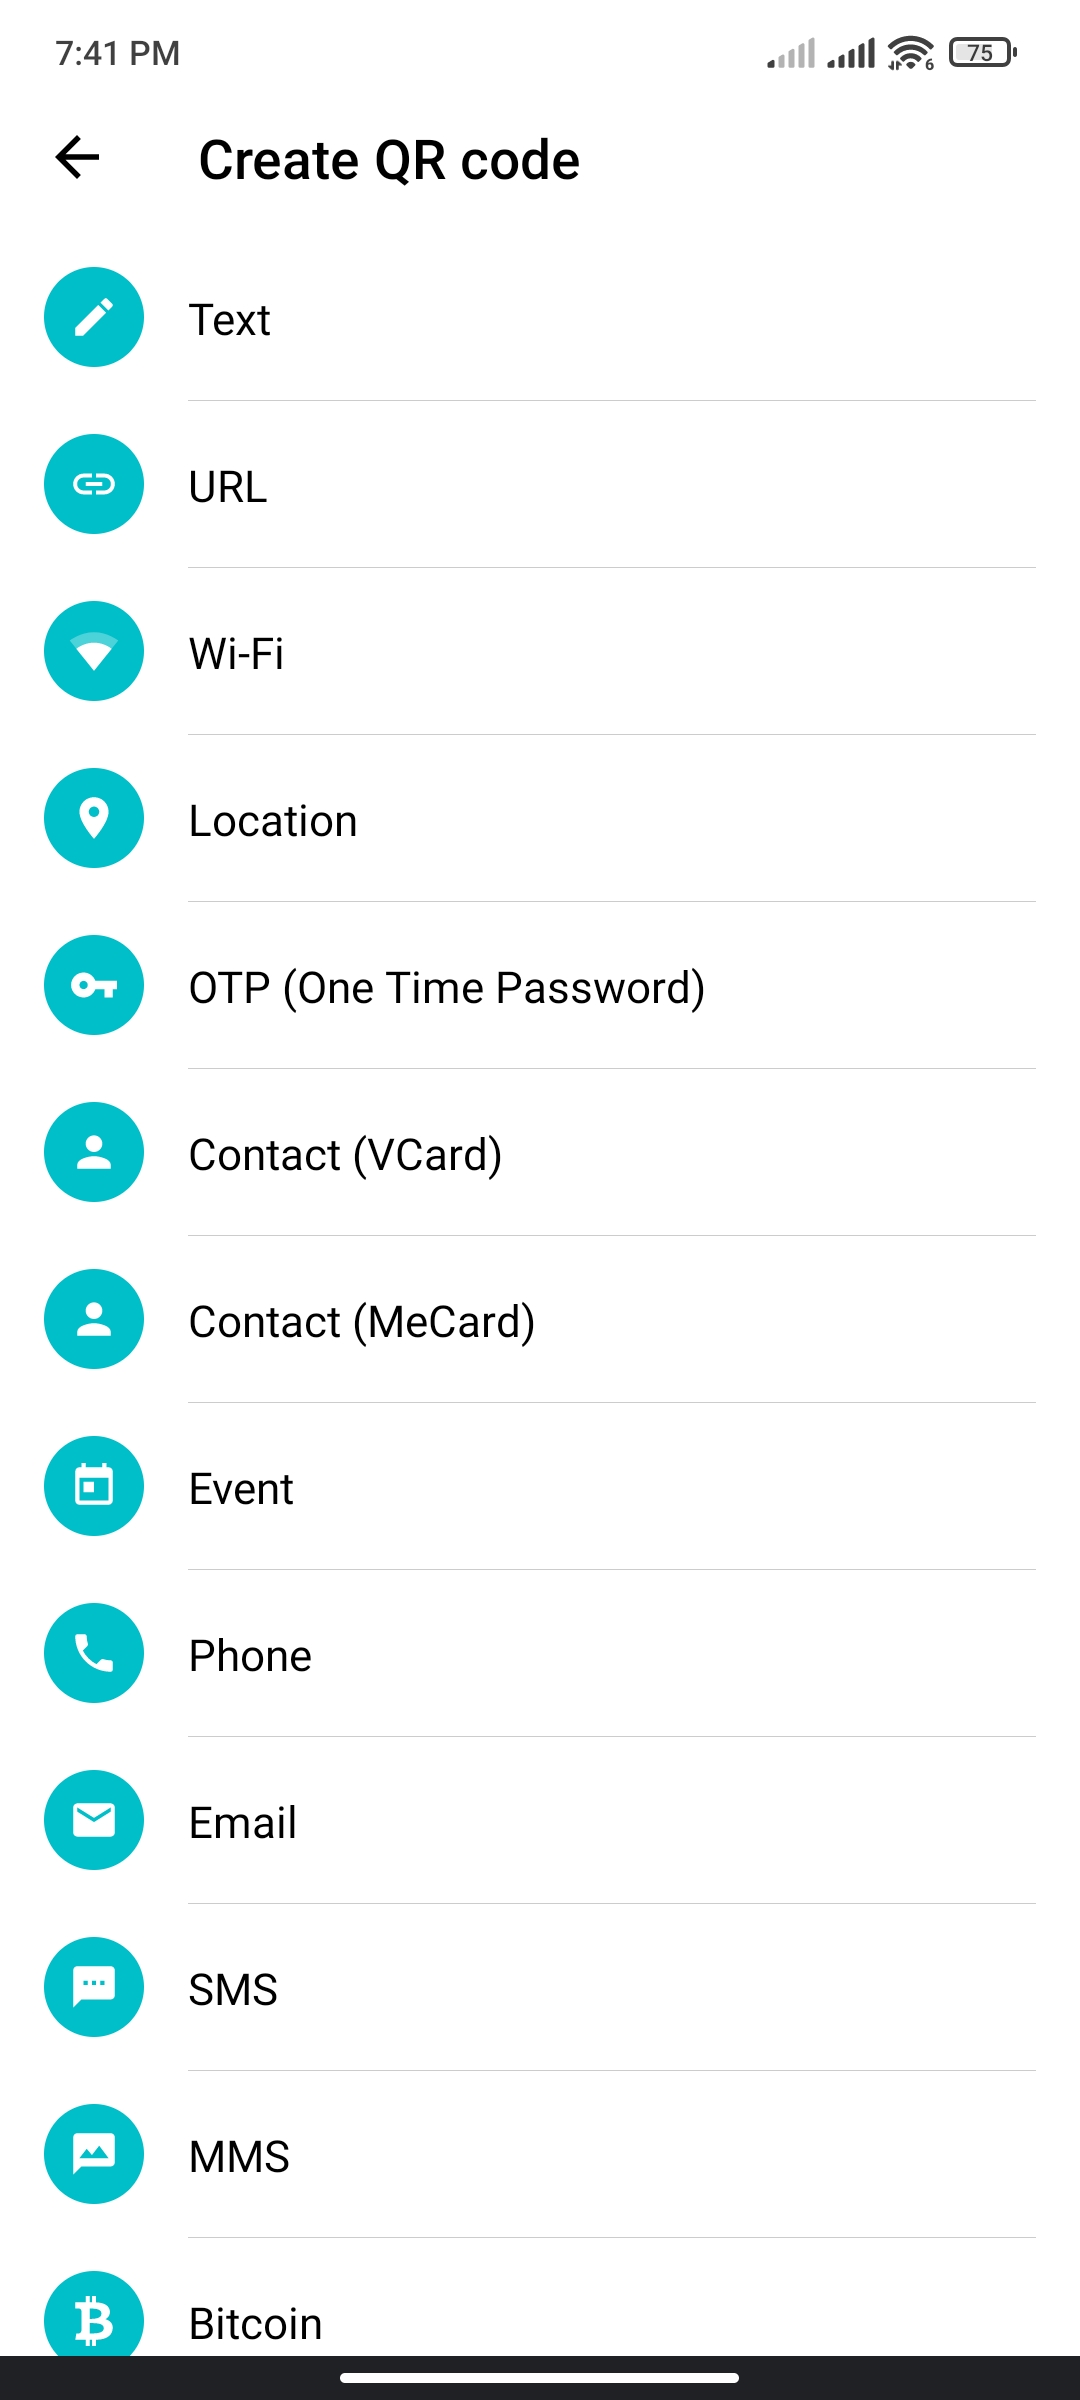 7:41 PM 6 75
Create QR code
Text
URL
Wi-Fi
Location
OTP (One Time Password)
Contact (VCard)
Contact (MeCard)
Event
Phone
Email
SMS
MMS
Bitcoin